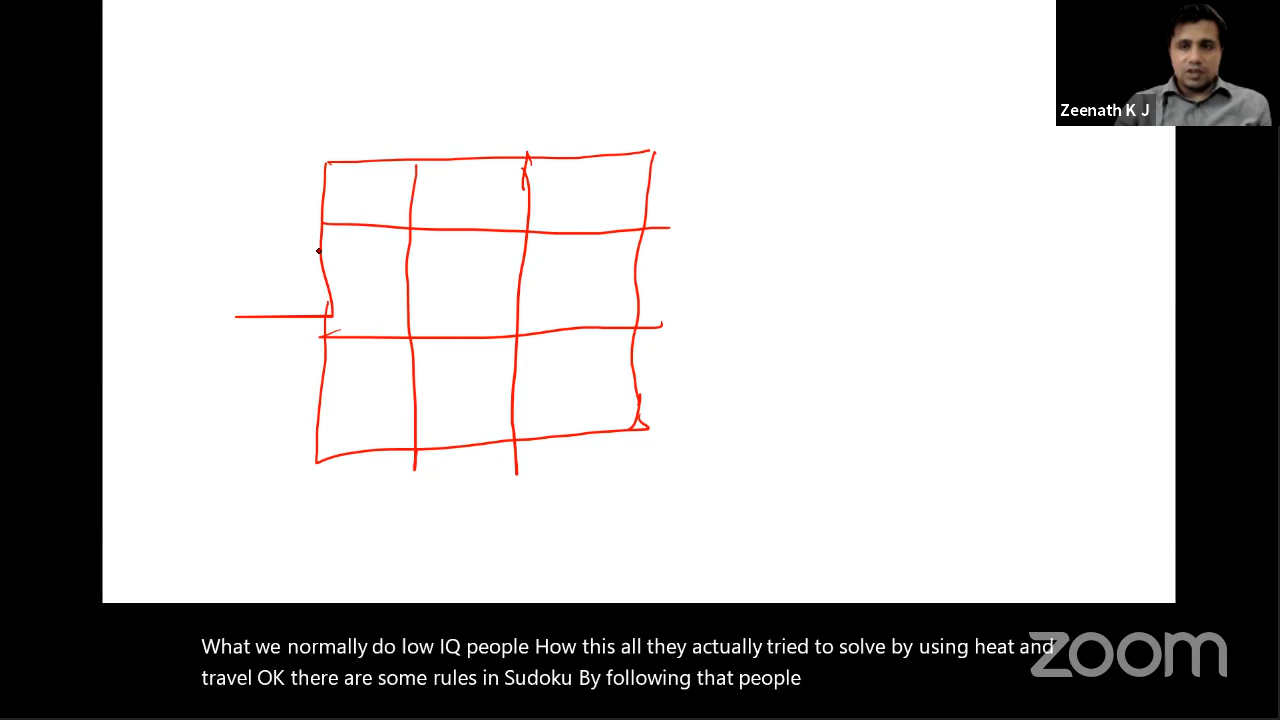 Zeenath K J
What we normally do low IQ people How this all they actually tried to solve by using heat and
travel OK there are some rules in Sudoku By following that people
zoom